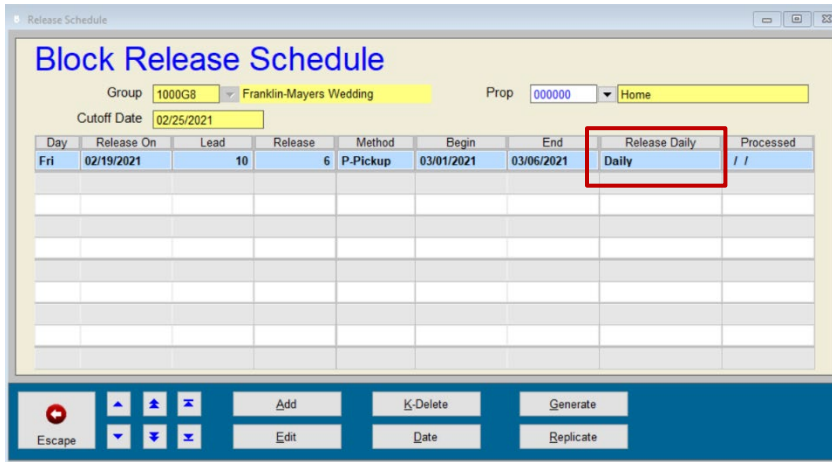 Release Schedule
Block Release Schedule
Group 1000G8 Franklin-Mayers Wedding Prop 000000 Home
Cutoff Date 02/25/2021
Day Release On Lead Release Method Begin End Release Daily Processed
Fri 02/19/2021 10 6 P-Pickup 03/01/2021 03/06/2021 Daily / /
Add K-Delete Generate
Escape Edit Date Replicate